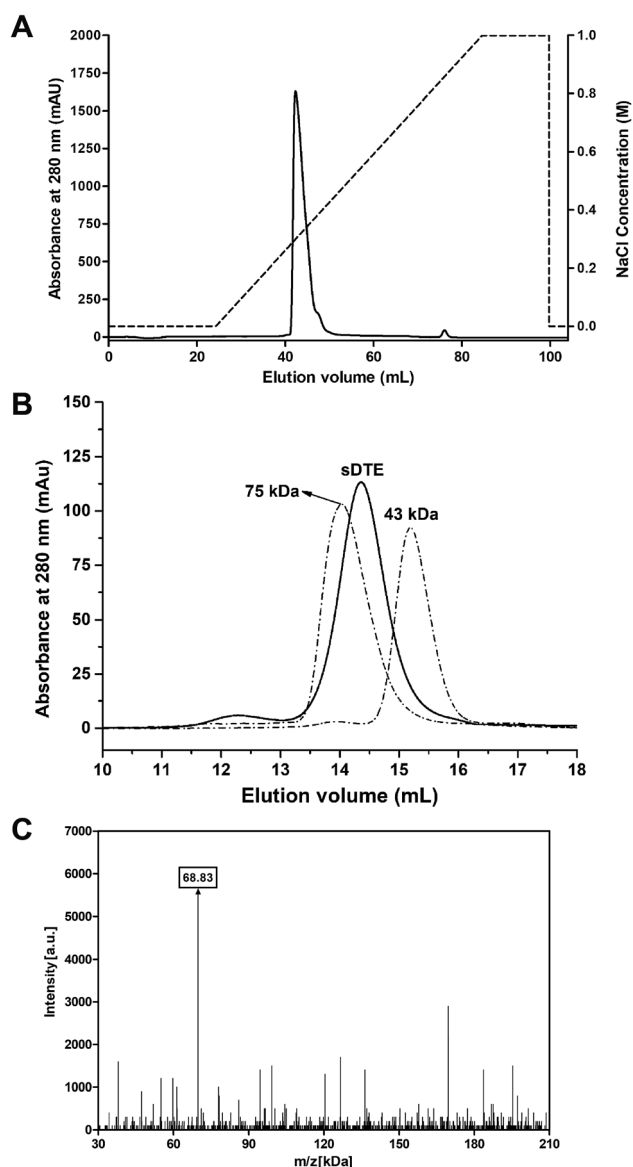 A
Absorbance at 280 nm (mAU)
2000
1750
1500
1250
1000
750
500
250
0
0 20 40 60 80 100
Elution volume (mL)
1.0
0.8
0.6
0.4
0.2
0.0
NaCl Concentration (M)
B
Absorbance at 280 nm (mAu)
150
125
100
75
50
25
0
sDTE
75 kDa
43 kDa
10 11 12 13 14 15 16 17 18
Elution volume (mL)
C
Intensity [a.u.]
7000
6000
5000
4000
3000
2000
1000
0
68.83
30 60 90 120 150 180 210
m/z[kDa]